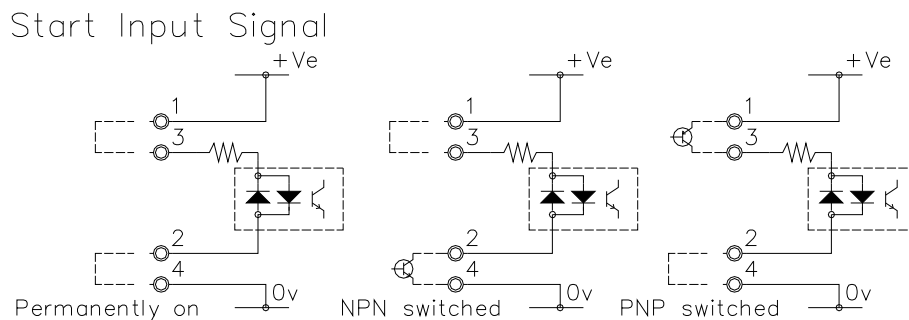 Start Input Signal
+Ve +Ve +Ve
1 1 1
3 3 3
2 2 2
4 4 4
0v 0v 0v
Permanently on NPN switched PNP switched